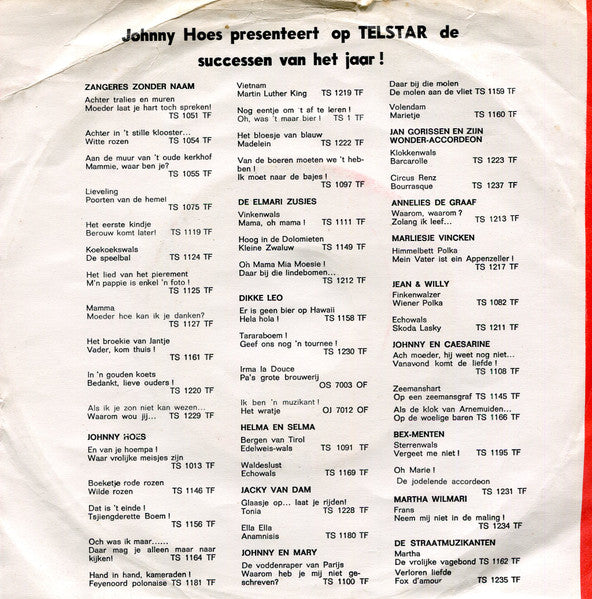 Johnny Hoes presenteert op TELSTAR de
successen van het jaar!
ZANGERES ZONDER NAAM
Achter tralies en muren
Moeder laat je hart toch spreken!
TS 1051 TF
Achter in 't stille klooster...
Witte rozen TS 1054 TF
Aan de muur van 't oude kerkhof
Mammie, waar ben je?
TS 1055 TF
Lieveling
Poorten van de hemel
TS 1075 TF
Het eerste kindje
Berouw komt later! TS 1119 TF
Koekoekswals
De speelbal TS 1124 TF
Het lied van het pierement
M'n pappie is enkel 'n foto!
TS 1125 TF
Mamma
Moeder hoe kan ik je danken?
TS 1127 TF
Het broekie van Jantje
Vader, kom thuis!
TS 1161 TF
In 'n gouden koets
Bedankt, lieve ouders!
TS 1220 TF
Als ik je zon niet kan wezen...
Waarom wou jij... TS 1229 TF
JOHNNY HOES
En van je hoempa!
Waar vrolijke meisjes zijn
TS 1013 TF
Boeketje rode rozen
Wilde rozen TS 1146 TF
Dat is 't einde!
Tsjiengderette Boem!
TS 1156 TF
Och was ik maar......
Daar mag je alleen maar naar
kijken! TS 1164 TF
Hand in hand, kameraden!
Feyenoord polonaise TS 1181 TF
Vietnam
Martin Luther King TS 1219 TF
Nog eentje om 't af te leren!
Oh, was 't maar bier! TS 1 TF
Het bloesje van blauw
Madelein TS 1222 TF
Van de boeren moeten we 't heb-
ben!
Ik moet naar de bajes!
TS 1097 TF
DE ELMARI ZUSJES
Vinkenwals
Mama, oh mama! TS 1111 TF
Hoog in de Dolomieten
Kleine Zwaluw TS 1149 TF
Oh Mama Mia Moesie!
Daar bij die lindebomen...
TS 1212 TF
DIKKE LEO
Er is geen bier op Hawaii
Hela hola! TS 1158 TF
Tararaboem!
Geef ons nog 'n tournee!
TS 1230 TF
Irma la Douce
Pa's grote brouwerij
OS 7003 OF
Ik ben 'n muzikant!
Het wratje OJ 7012 OF
HELMA EN SELMA
Bergen van Tirol
Edelweis-wals TS 1091 TF
Waldeslust
Echowals TS 1169 TF
JACKY VAN DAM
Glaasje op... laat je rijden!
Tonia TS 1228 TF
Ella Ella
Anamnisis TS 1180 TF
JOHNNY EN MARY
De voddenraper van Parijs
Waarom heb je mij niet ge-
schreven? TS 1100 TF
Daar bij die molen
De molen aan de vliet TS 1159 TF
Volendam
Marietje TS 1160 TF
JAN GORISSEN EN ZIJN
WONDER-ACCORDEON
Klokkenwals
Barcarolle TS 1223 TF
Circus Renz
Bourrasque TS 1237 TF
ANNELIES DE GRAAF
Waarom, waarom?
Zolang ik leef... TS 1213 TF
MARLIESJE VINCKEN
Himmelbett Polka
Mein Vater ist ein Appenzeller!
TS 1217 TF
JEAN & WILLY
Finkenwalzer
Wiener Polka TS 1082 TF
Echowals
Skoda Lasky TS 1211 TF
JOHNNY EN CAESARINE
Ach moeder, hij weet nog niet...
Vanavond komt de liefde!
TS 1108 TF
Zeemanshart
Op een zeemansgraf TS 1145 TF
Als de klok van Arnemuiden...
Op de woelige baren TS 1166 TF
BEX-MENTEN
Sterrenwals
Vergeet me niet! TS 1195 TF
Oh Marie!
De jodelende accordeon
TS 1231 TF
MARTHA WILMARI
Frans
Neem mij niet in de maling!
TS 1234 TF
DE STRAATMUZIKANTEN
Martha
De vrolijke vagebond TS 1162 TF
Verloren liefde
Fox d'amour TS 1235 TF